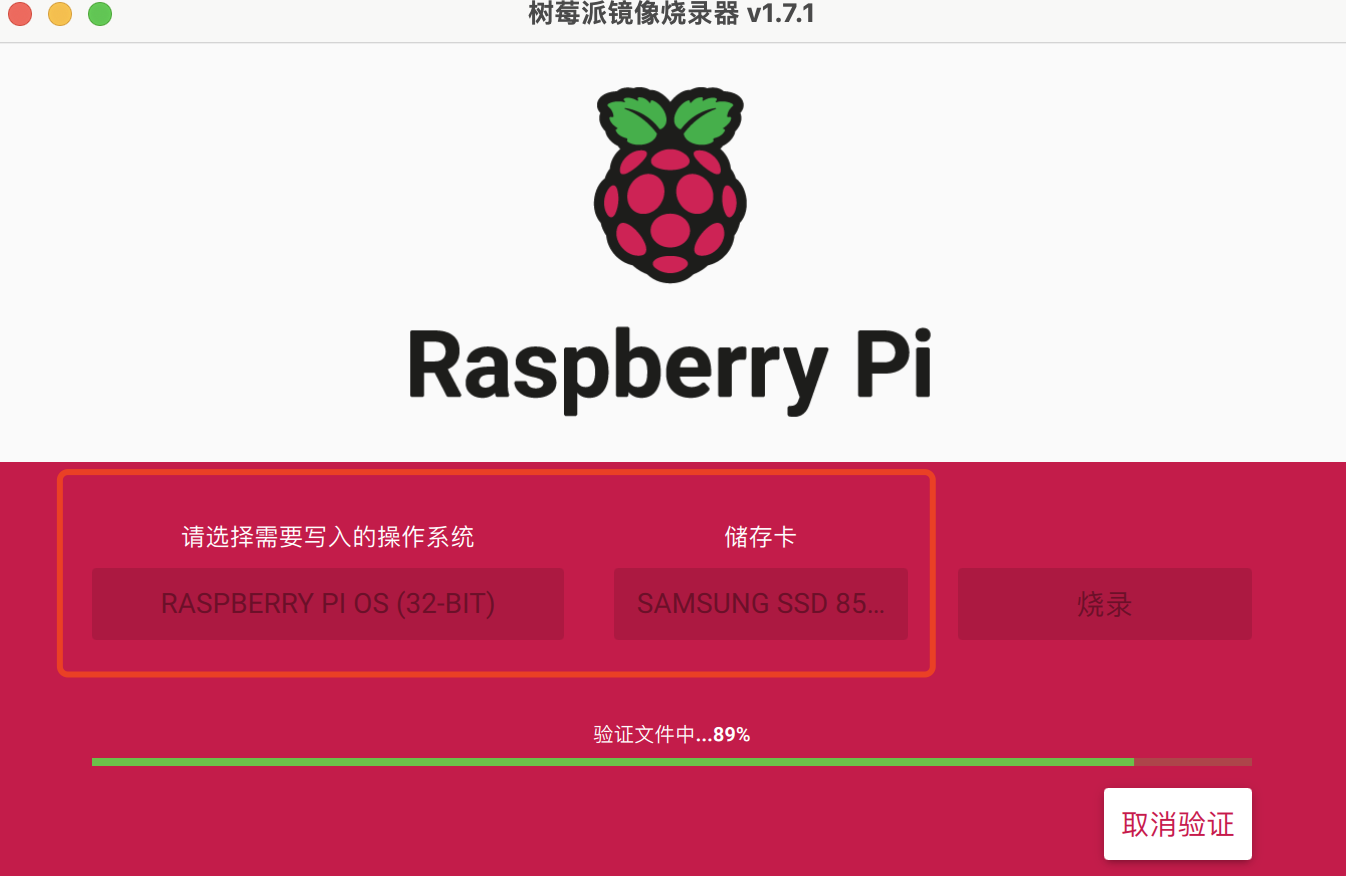 树莓派镜像烧录器 v1.7.1
Raspberry Pi
请选择需要写入的操作系统
储存卡
RASPBERRY PI OS (32-BIT)
SAMSUNG SSD 85...
烧录
验证文件中...89%
取消验证